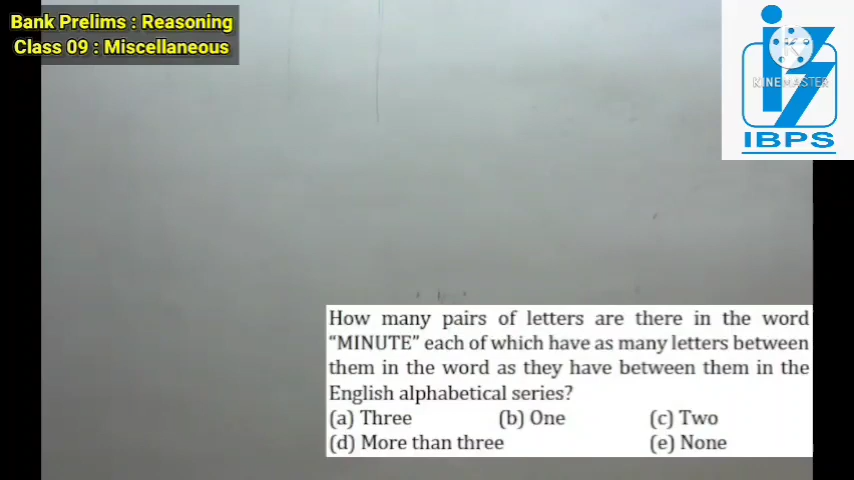 Bank Prelims : Reasoning
Class 09 : Miscellaneous
KINEMASTER
IBPS
How many pairs of letters are there in the word
“MINUTE” each of which have as many letters between
them in the word as they have between them in the
English alphabetical series?
(a) Three (b) One (c) Two
(d) More than three (e) None